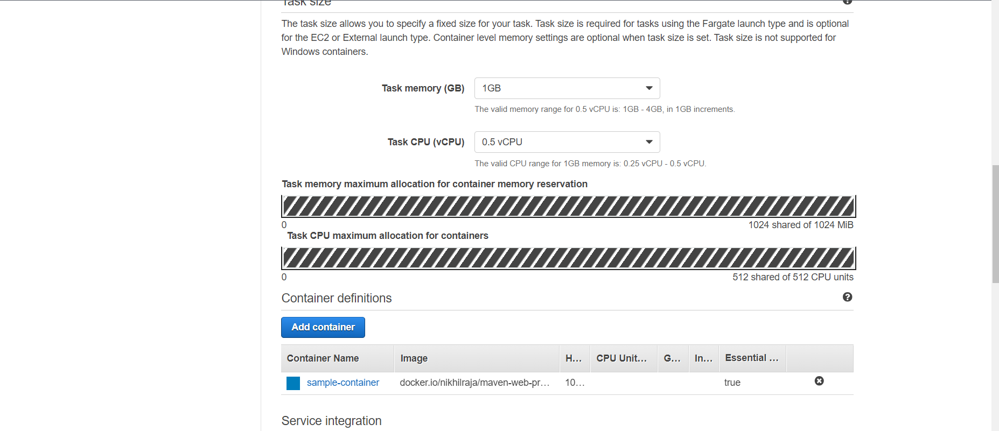 Task size
The task size allows you to specify a fixed size for your task. Task size is required for tasks using the Fargate launch type and is optional
for the EC2 or External launch type. Container level memory settings are optional when task size is set. Task size is not supported for
Windows containers.
Task memory (GB) 1GB
The valid memory range for 0.5 vCPU is: 1GB - 4GB, in 1GB increments.
Task CPU (vCPU) 0.5 vCPU
The valid CPU range for 1GB memory is: 0.25 vCPU - 0.5 vCPU.
Task memory maximum allocation for container memory reservation
0 1024 shared of 1024 MiB
Task CPU maximum allocation for containers
0 512 shared of 512 CPU units
Container definitions ?
Add container
Container Name Image H... CPU Unit... G... In... Essential ...
sample-container docker.io/nikhilraja/maven-web-pr... 10... true
Service integration